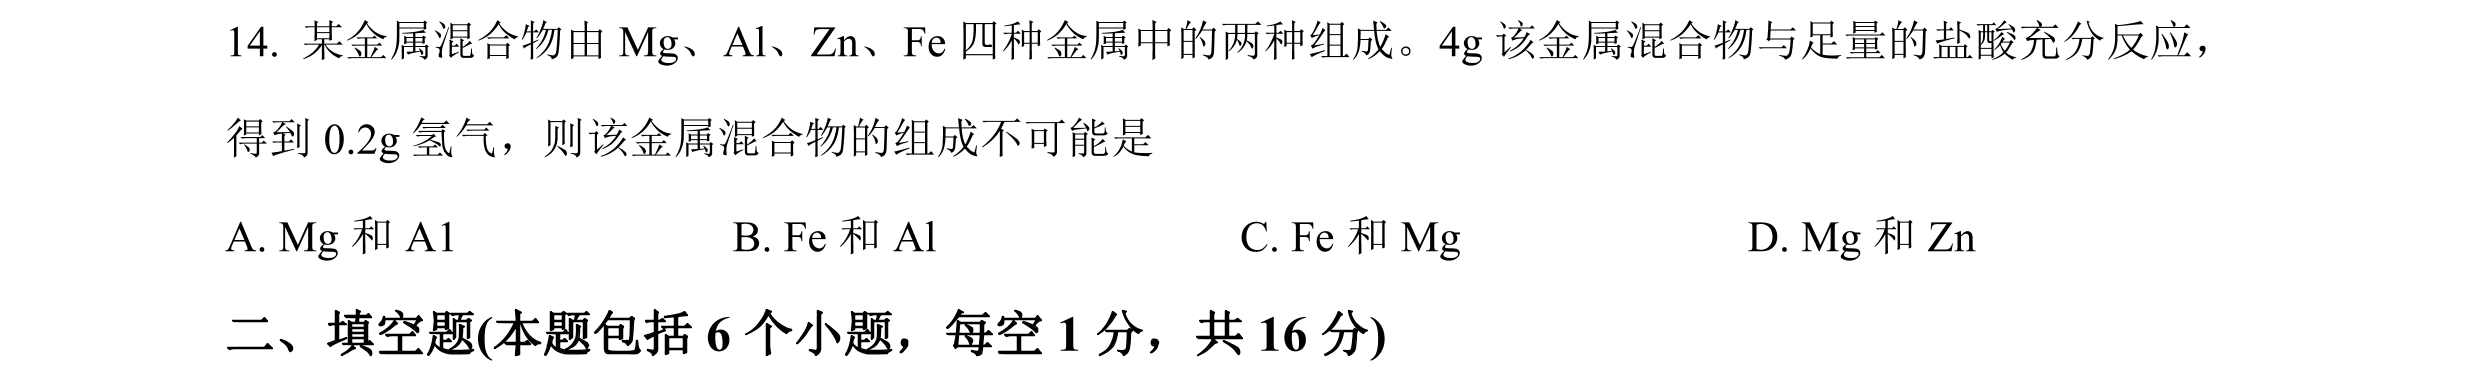 14. 某金属混合物由 Mg、Al、Zn、Fe 四种金属中的两种组成。4g 该金属混合物与足量的盐酸充分反应，
得到 0.2g 氢气，则该金属混合物的组成不可能是
A. Mg 和 A1 B. Fe 和 Al C. Fe 和 Mg D. Mg 和 Zn
二、填空题(本题包括 6 个小题，每空 1 分，共 16 分)